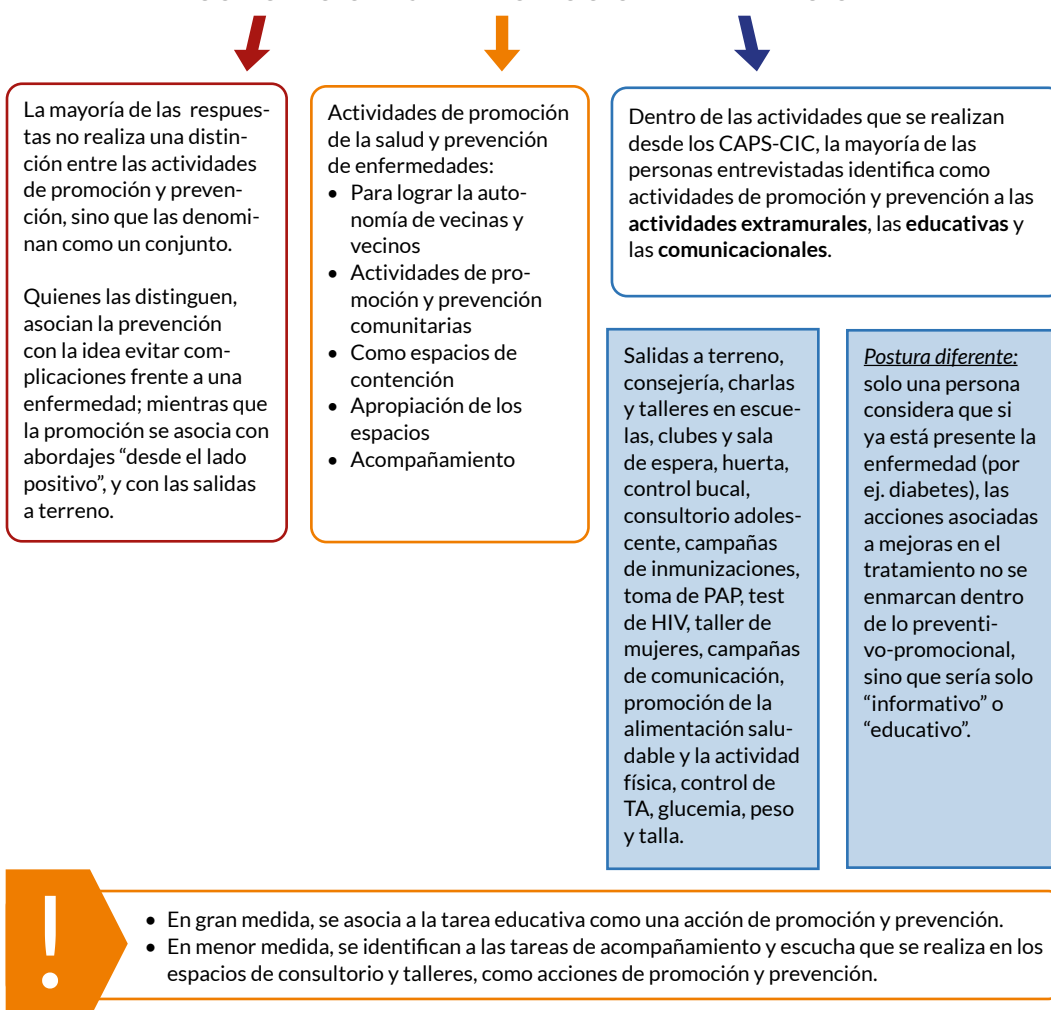 La mayoría de las respues-
tas no realiza una distin-
ción entre las actividades
de promoción y preven-
ción, sino que las denomi-
nan como un conjunto.
Quienes las distinguen,
asocian la prevención
con la idea evitar com-
plicaciones frente a una
enfermedad; mientras que
la promoción se asocia con
abordajes “desde el lado
positivo”, y con las salidas
a terreno.
Actividades de promoción
de la salud y prevención
de enfermedades:
• Para lograr la auto-
nomía de vecinas y
vecinos
• Actividades de pro-
moción y prevención
comunitarias
• Como espacios de
contención
• Apropiación de los
espacios
• Acompañamiento
Dentro de las actividades que se realizan
desde los CAPS-CIC, la mayoría de las
personas entrevistadas identifica como
actividades de promoción y prevención a las
actividades extramurales, las educativas y
las comunicacionales.
Salidas a terreno,
consejería, charlas
y talleres en escue-
las, clubes y sala
de espera, huerta,
control bucal,
consultorio adoles-
cente, campañas
de inmunizaciones,
toma de PAP, test
de HIV, taller de
mujeres, campañas
de comunicación,
promoción de la
alimentación salu-
dable y la actividad
física, control de
TA, glucemia, peso
y talla.
Postura diferente:
solo una persona
considera que si
ya está presente la
enfermedad (por
ej. diabetes), las
acciones asociadas
a mejoras en el
tratamiento no se
enmarcan dentro
de lo preventi-
vo-promocional,
sino que sería solo
“informativo” o
“educativo”.
!
• En gran medida, se asocia a la tarea educativa como una acción de promoción y prevención.
• En menor medida, se identifican a las tareas de acompañamiento y escucha que se realiza en los
espacios de consultorio y talleres, como acciones de promoción y prevención.